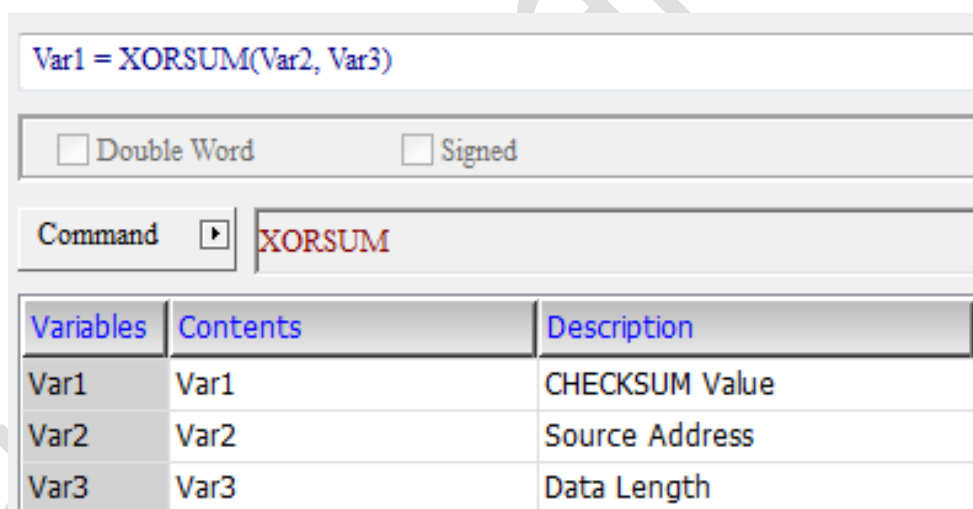 Var1 = XORSUM(Var2, Var3)
Double Word Signed
Command XORSUM
Variables Contents Description
Var1 Var1 CHECKSUM Value
Var2 Var2 Source Address
Var3 Var3 Data Length